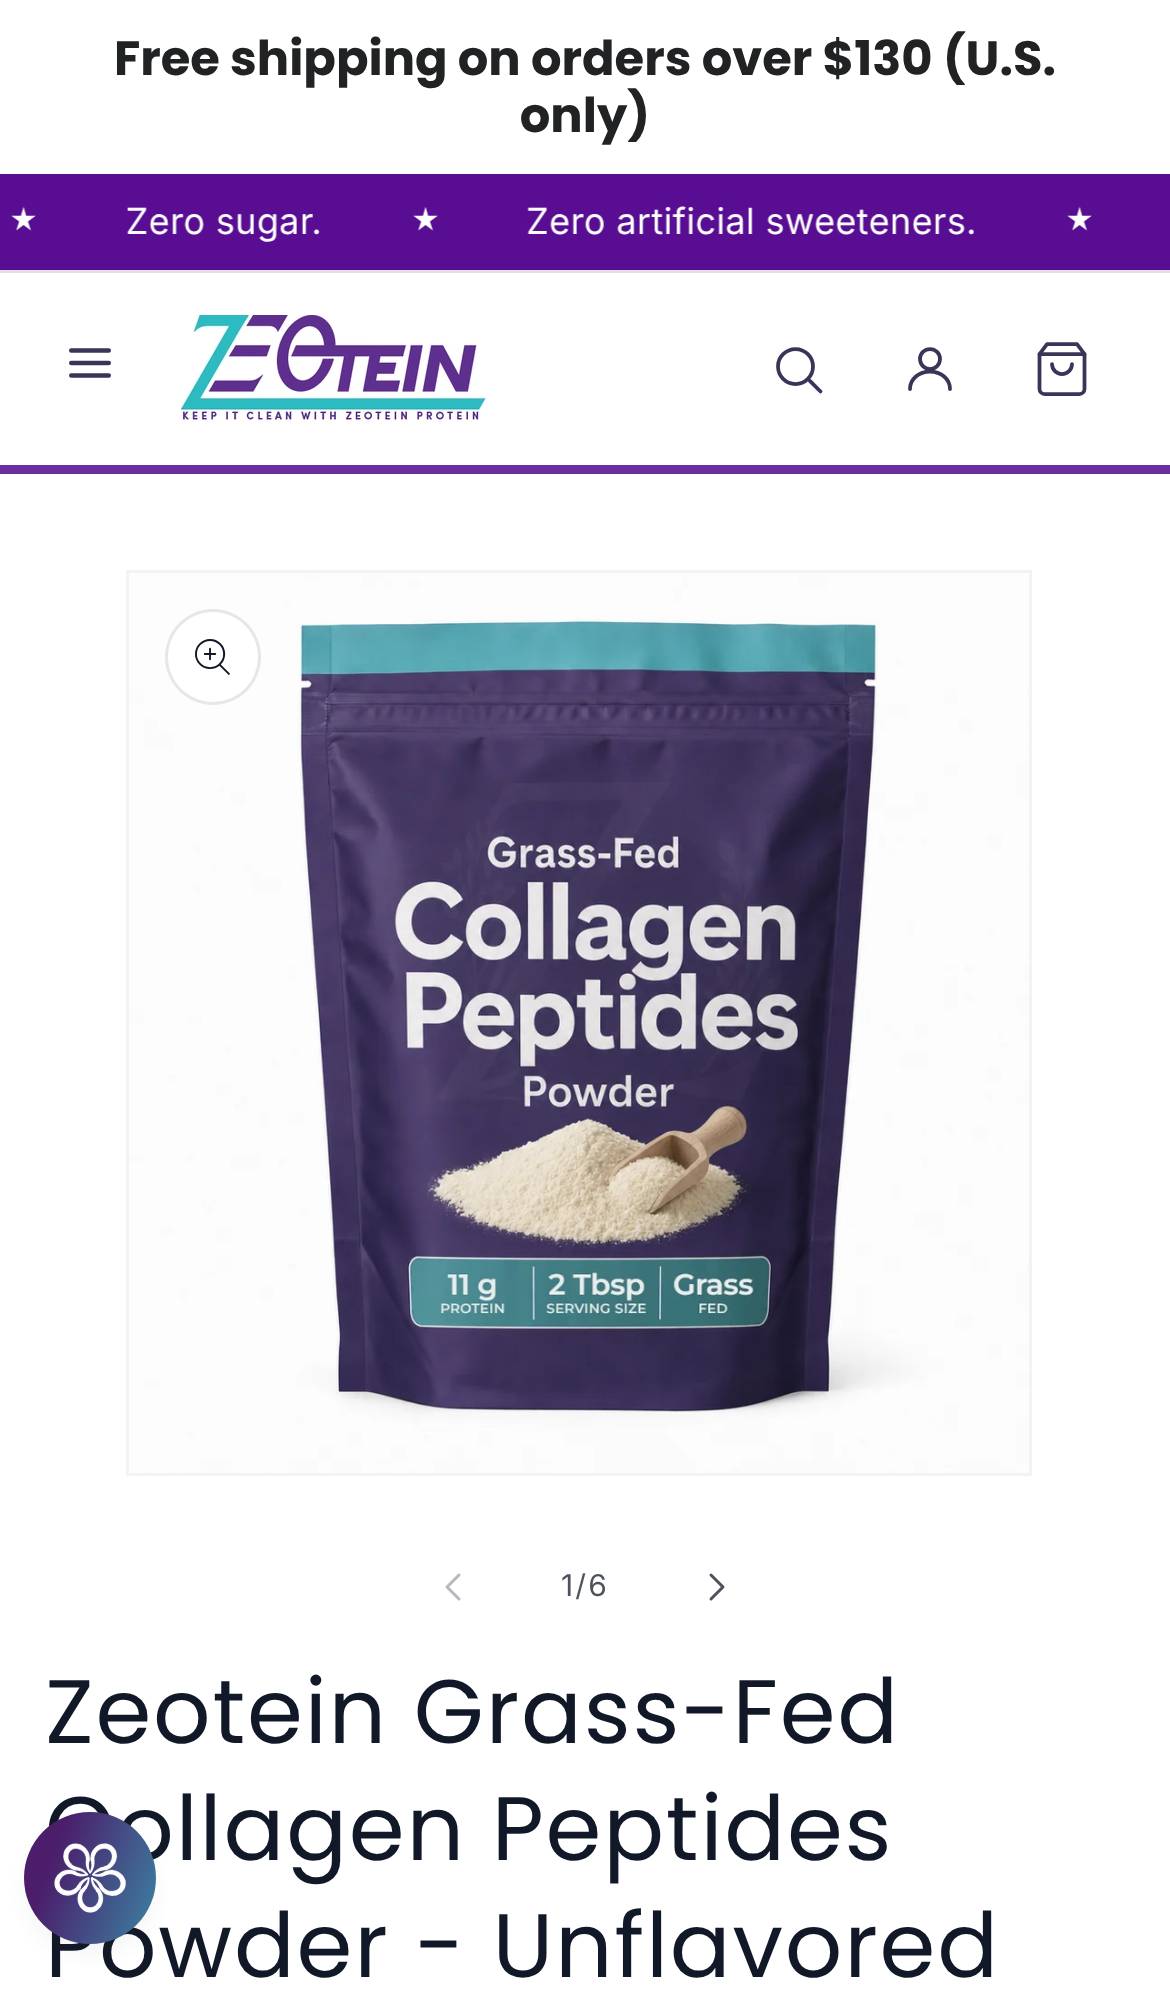 Free shipping on orders over $130 (U.S.
only)
★ Zero sugar. ★ Zero artificial sweeteners. ★
ZEOTEIN
KEEP IT CLEAN WITH ZEOTEIN PROTEIN
Grass-Fed
Collagen
Peptides
Powder
11 g 2 Tbsp Grass
PROTEIN SERVING SIZE FED
1/6
Zeotein Grass-Fed
Collagen Peptides
Powder - Unflavored